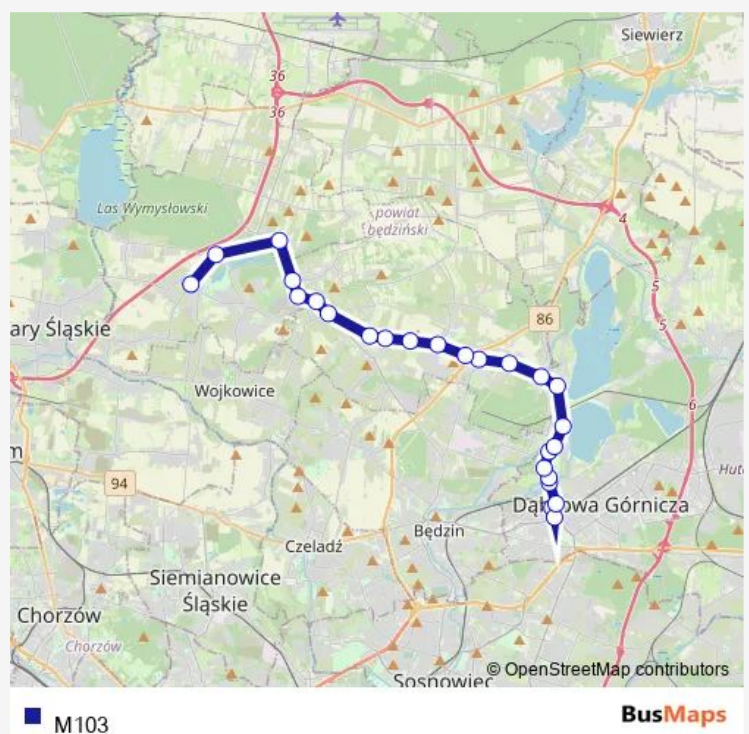 Siewierz
36
36
Las Wymysłowski
powiat
będziński
4
5
5
86
ary Śląskie
Wojkowice
6
m
94
Hut
Dąbrowa Górnicza
Będzin
Czeladź
Siemianowice
Śląskie
Chorzów
Chorzów
Sosnowiec
© OpenStreetMap contributors
M103
BusMaps